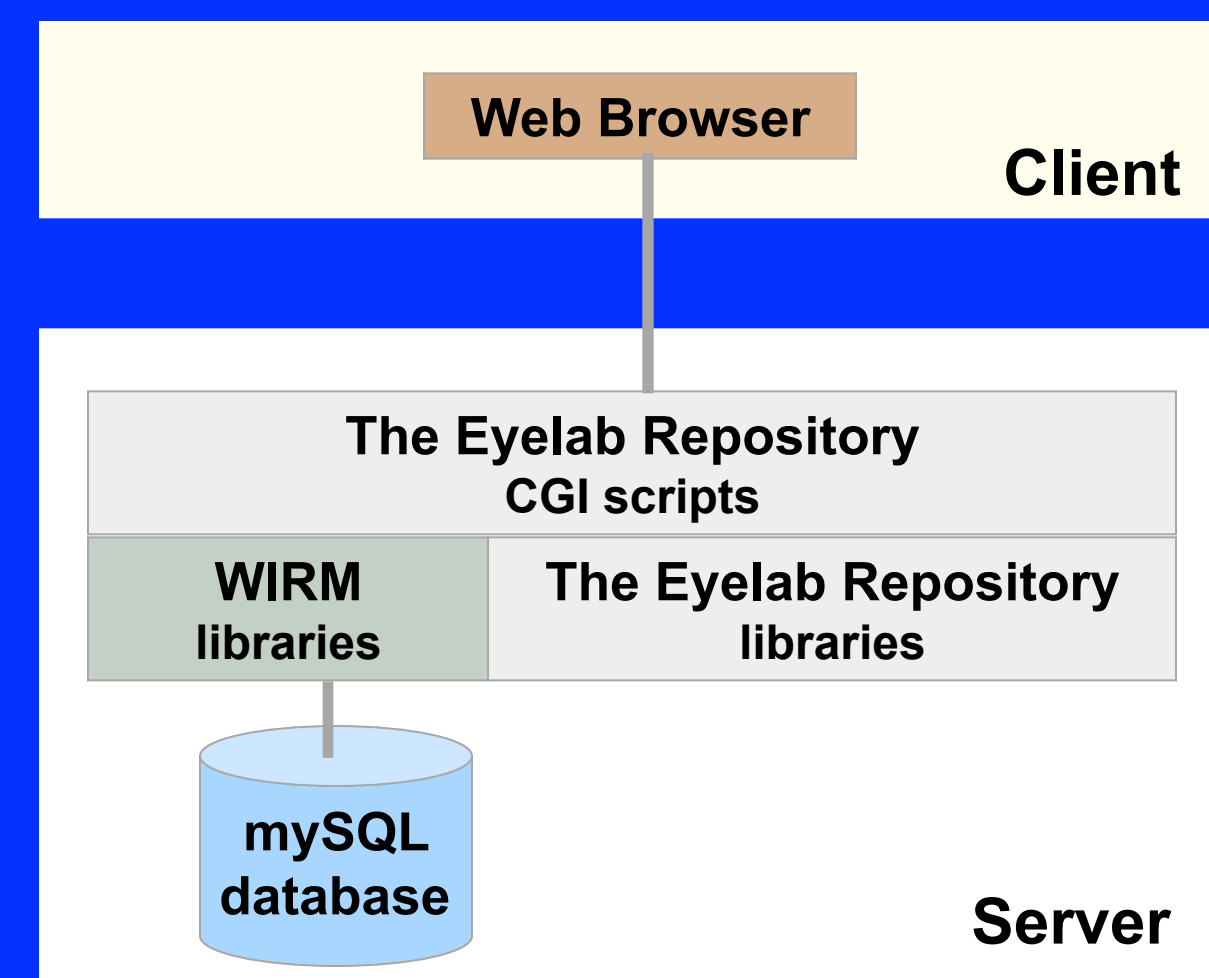 Web Browser
Client
The Eyelab Repository
CGI scripts
WIRM
libraries
The Eyelab Repository
libraries
mySQL
database
Server